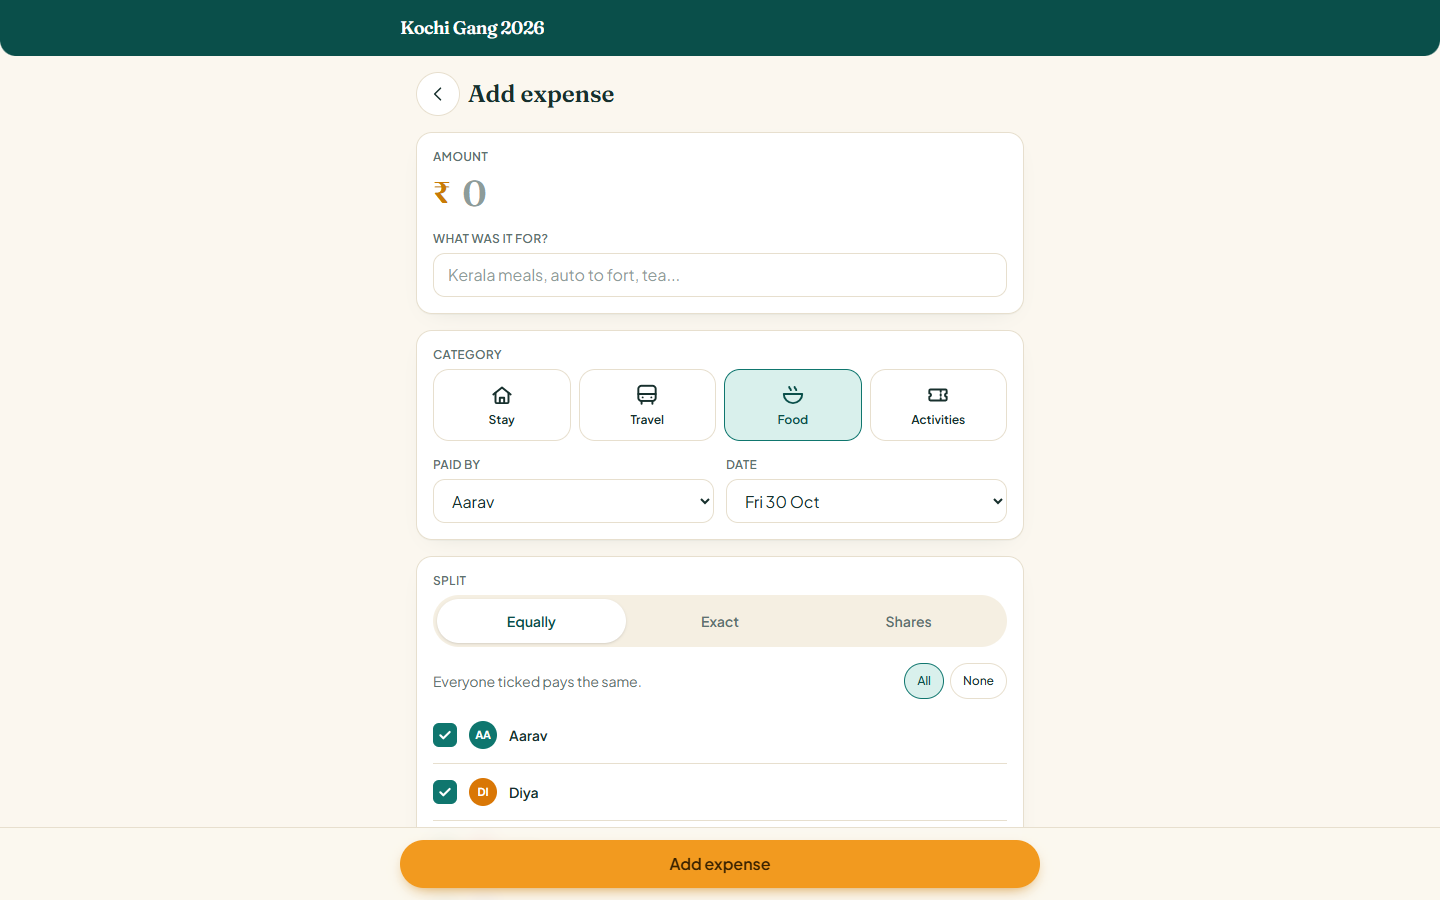 Kochi Gang 2026
Add expense
AMOUNT
₹ 0
WHAT WAS IT FOR?
Kerala meals, auto to fort, tea...
CATEGORY
Stay Travel Food Activities
PAID BY DATE
Aarav Fri 30 Oct
SPLIT
Equally Exact Shares
Everyone ticked pays the same. All None
AA Aarav
DI Diya
Add expense